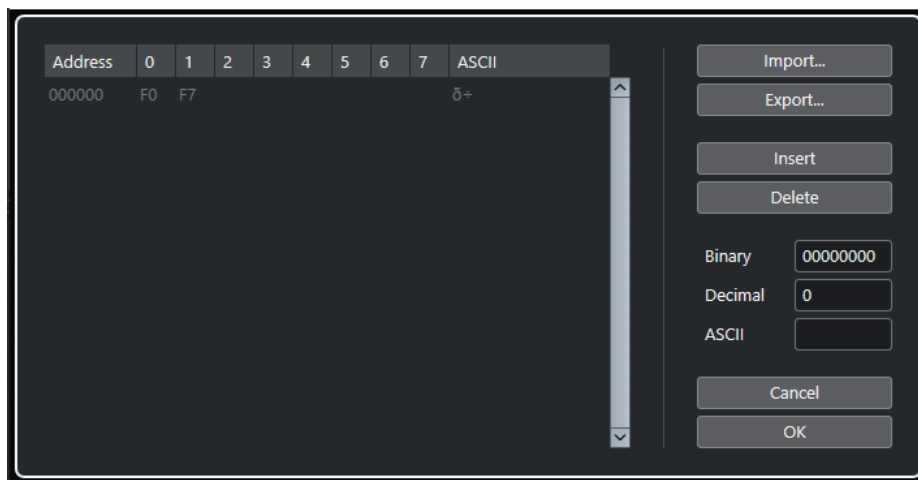 Address 0 1 2 3 4 5 6 7 ASCII
000000 F0 F7 ð÷
Import...
Export...
Insert
Delete
Binary 00000000
Decimal 0
ASCII
Cancel
OK